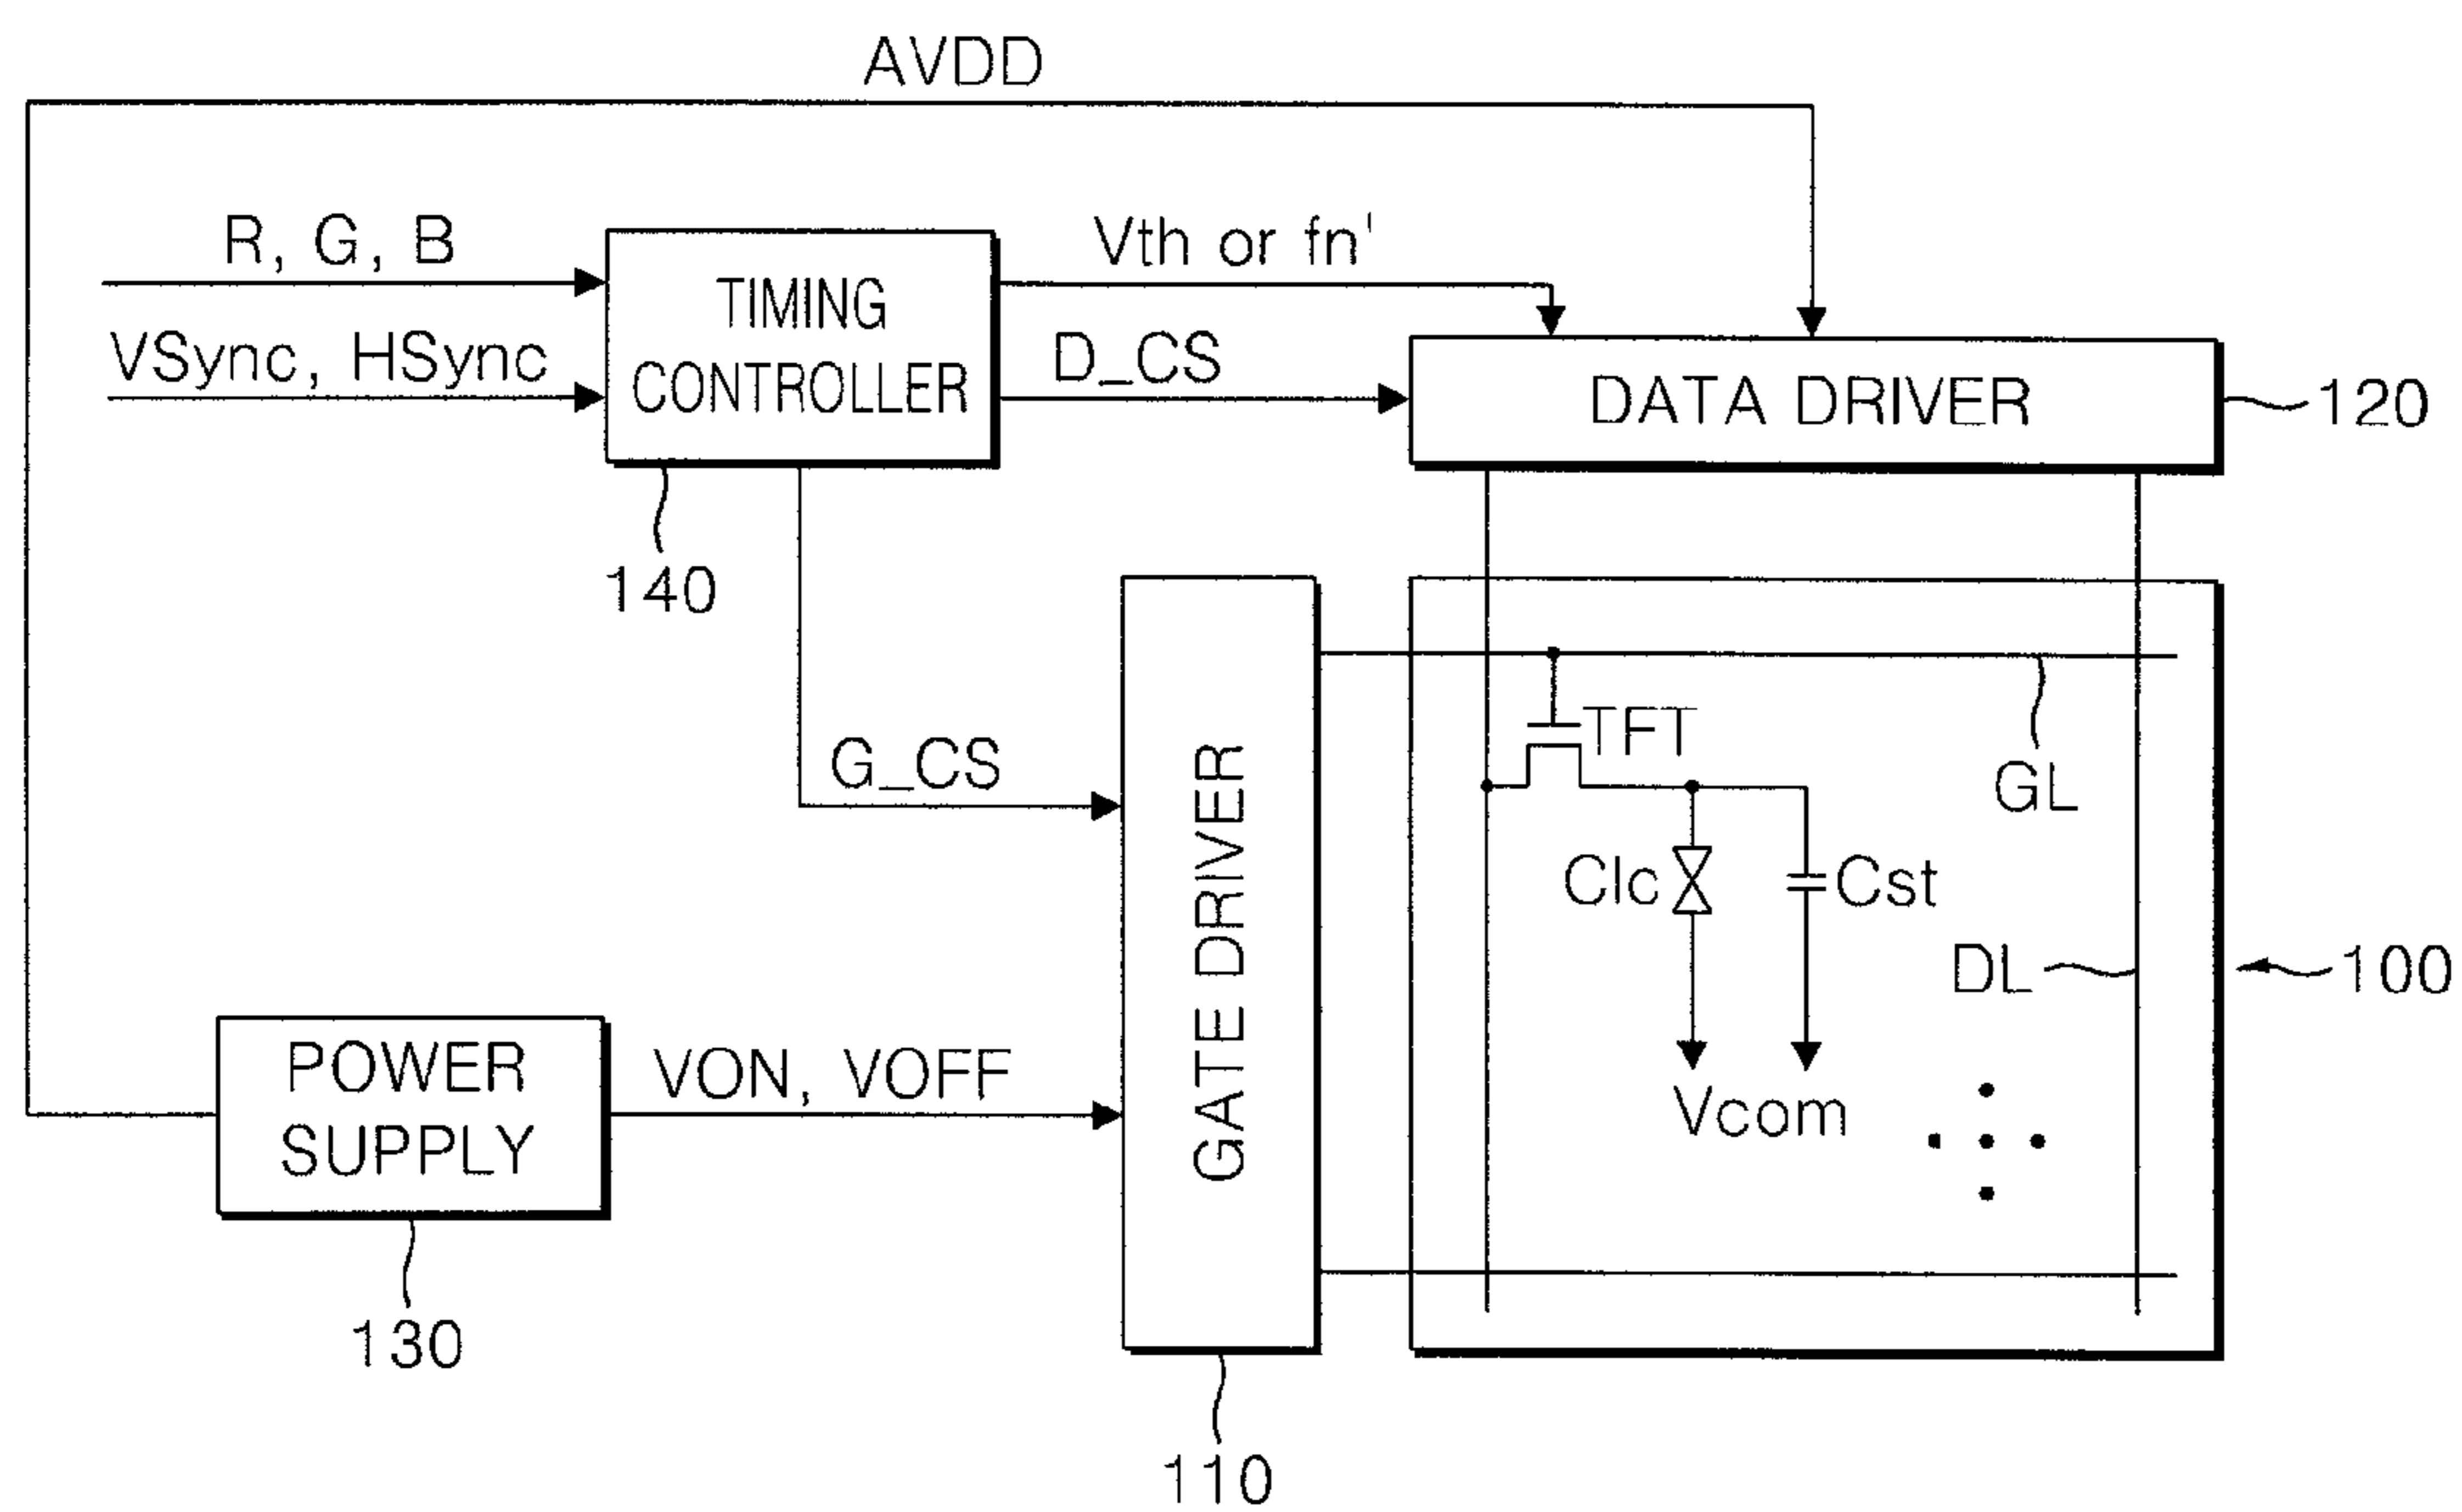 AVDD
R, G, B
VSync, HSync
TIMING
CONTROLLER
Vth or fn'
D_CS
DATA DRIVER
120
140
G_CS
GATE DRIVER
TFT
GL
Clc
Cst
DL
100
Vcom
POWER
SUPPLY
VON, VOFF
130
110